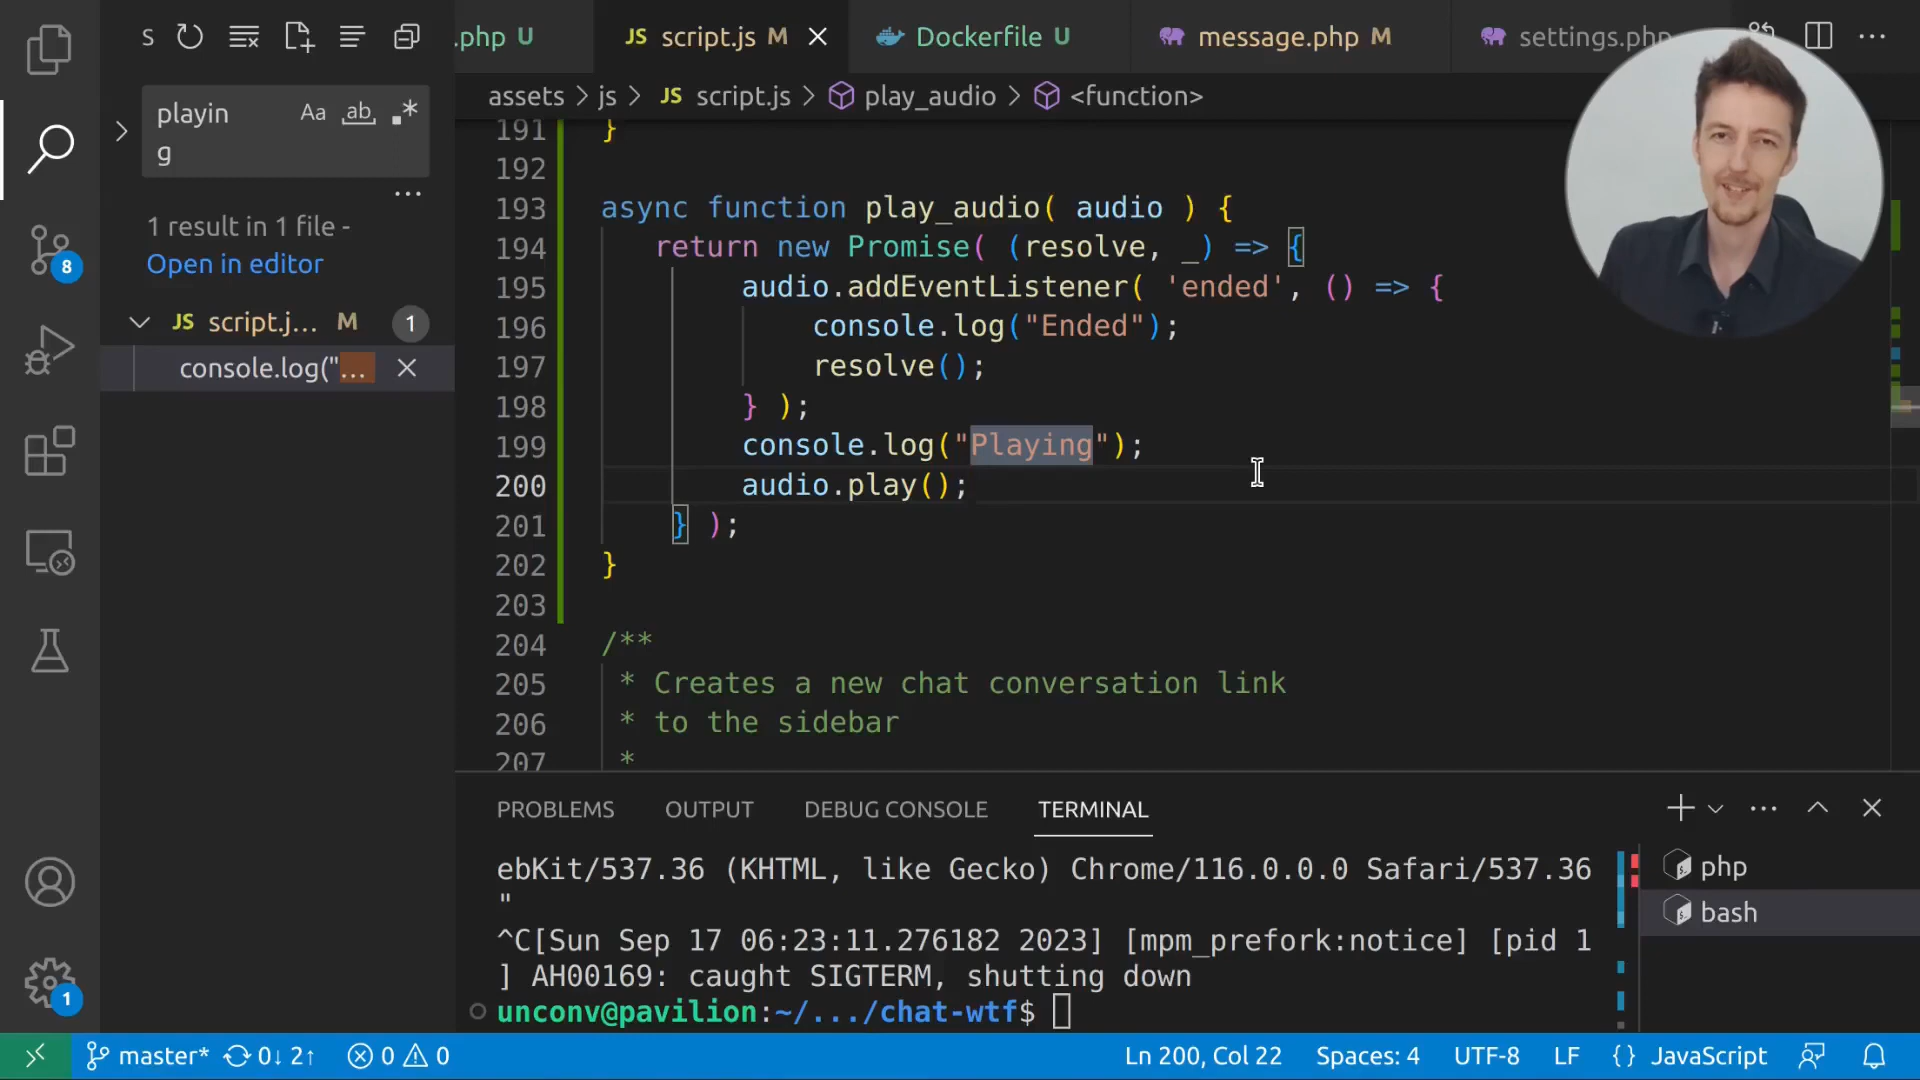 S
.php U
JS script.js M
Dockerfile U
message.php M
settings.php
assets > js > JS script.js > play_audio > <function>
playin
g
Aa ab .*
1 result in 1 file -
Open in editor
JS script.j... M 1
console.log("...
8
1
191 }
192
193 async function play_audio( audio ) {
194 return new Promise( (resolve, _) => {
195 audio.addEventListener( 'ended', () => {
196 console.log("Ended");
197 resolve();
198 } );
199 console.log("Playing");
200 audio.play();
201 } );
202 }
203
204 /**
205 * Creates a new chat conversation link
206 * to the sidebar
207 *
PROBLEMS OUTPUT DEBUG CONSOLE TERMINAL
ebKit/537.36 (KHTML, like Gecko) Chrome/116.0.0.0 Safari/537.36
"
^C[Sun Sep 17 06:23:11.276182 2023] [mpm_prefork:notice] [pid 1
] AH00169: caught SIGTERM, shutting down
unconv@pavilion:~/.../chat-wtf$
php
bash
master* 0↓ 2↑ 0 0
Ln 200, Col 22 Spaces: 4 UTF-8 LF {} JavaScript